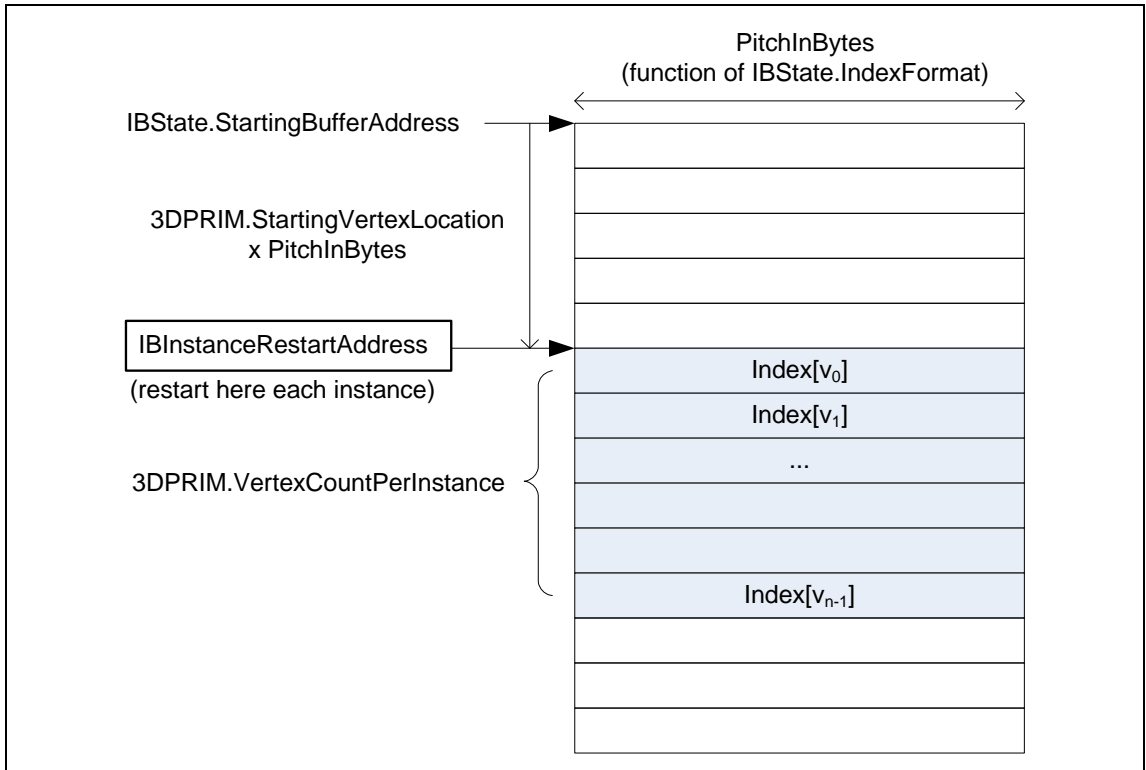 PitchInBytes
(function of IBState.IndexFormat)
IBState.StartingBufferAddress
3DPRIM.StartingVertexLocation
x PitchInBytes
IBInstanceRestartAddress
(restart here each instance)
3DPRIM.VertexCountPerInstance
Index[v₀]
Index[v₁]
...
Index[vₙ₋₁]